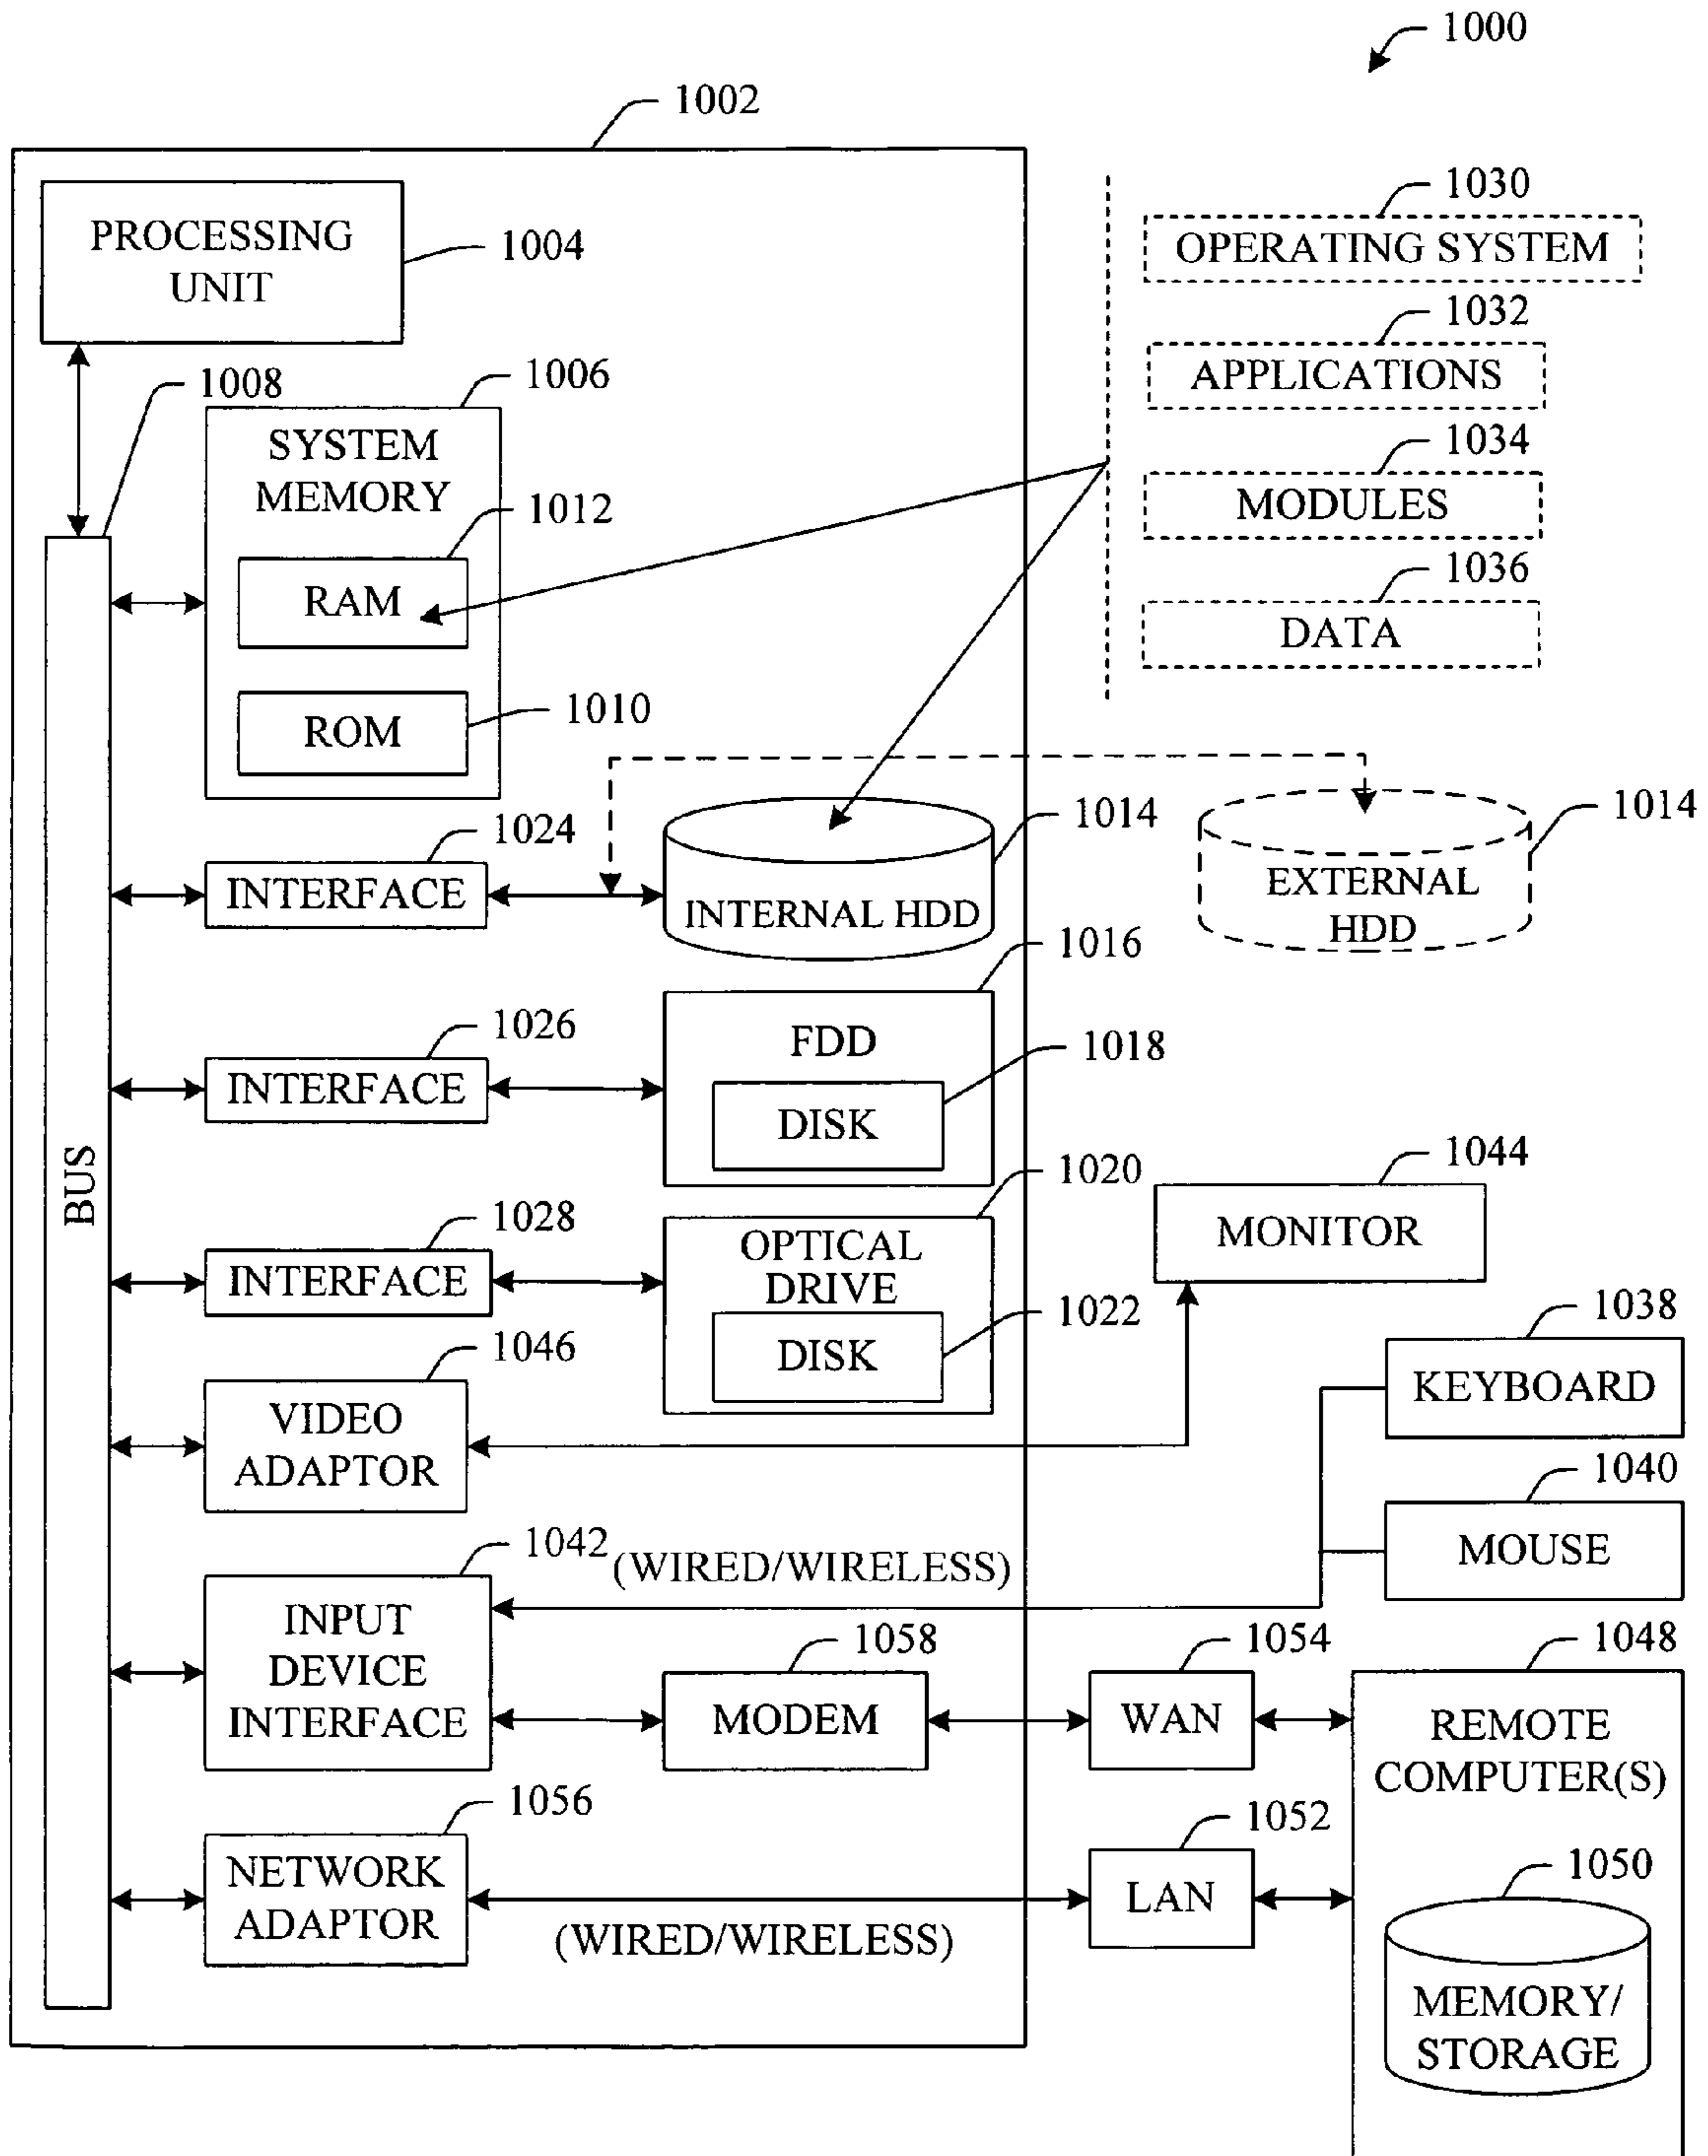 1000
1002
PROCESSING
UNIT
1004
1030
OPERATING SYSTEM
1032
APPLICATIONS
1034
MODULES
1036
DATA
1008
1006
SYSTEM
MEMORY
1012
RAM
1010
ROM
1024
INTERFACE
1014
INTERNAL HDD
1014
EXTERNAL
HDD
1026
INTERFACE
1016
FDD
1018
DISK
BUS
1028
INTERFACE
1020
OPTICAL
DRIVE
1022
DISK
1044
MONITOR
1046
VIDEO
ADAPTOR
1038
KEYBOARD
1040
MOUSE
1042
(WIRED/WIRELESS)
INPUT
DEVICE
INTERFACE
1058
MODEM
1054
WAN
1048
REMOTE
COMPUTER(S)
1056
NETWORK
ADAPTOR
(WIRED/WIRELESS)
1052
LAN
1050
MEMORY/
STORAGE